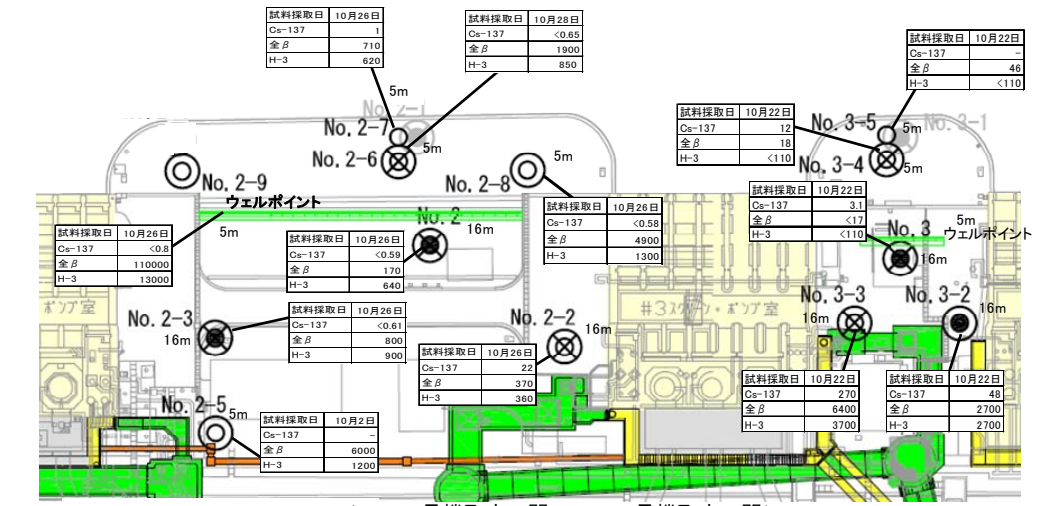 試料採取日 10月26日
Cs-137 1
全β 710
H-3 620
試料採取日 10月28日
Cs-137 <0.65
全β 1900
H-3 850
試料採取日 10月22日
Cs-137 -
全β 46
H-3 <110
5m
No. 2-1
No. 2-7
No. 2-6
5m
試料採取日 10月22日
Cs-137 12
全β 18
H-3 <110
No. 3-5
5m
No. 3-1
No. 3-4
5m
No. 2-9
No. 2-8
5m
ウェルポイント
5m
No. 2
16m
試料採取日 10月26日
Cs-137 <0.8
全β 110000
H-3 13000
試料採取日 10月26日
Cs-137 <0.59
全β 170
H-3 640
試料採取日 10月26日
Cs-137 <0.58
全β 4900
H-3 1300
試料採取日 10月22日
Cs-137 3.1
全β <17
H-3 <110
No. 3
5m
ウェルポイント
16m
ポンプ室
No. 2-3
16m
試料採取日 10月26日
Cs-137 <0.61
全β 800
H-3 900
No. 2-2
16m
#3スクリーン・ポンプ室
No. 3-3
16m
No. 3-2
16m
試料採取日 10月26日
Cs-137 22
全β 370
H-3 360
試料採取日 10月22日
Cs-137 270
全β 6400
H-3 3700
試料採取日 10月22日
Cs-137 48
全β 2700
H-3 2700
No. 2-5
5m
試料採取日 10月2日
Cs-137 -
全β 6000
H-3 1200